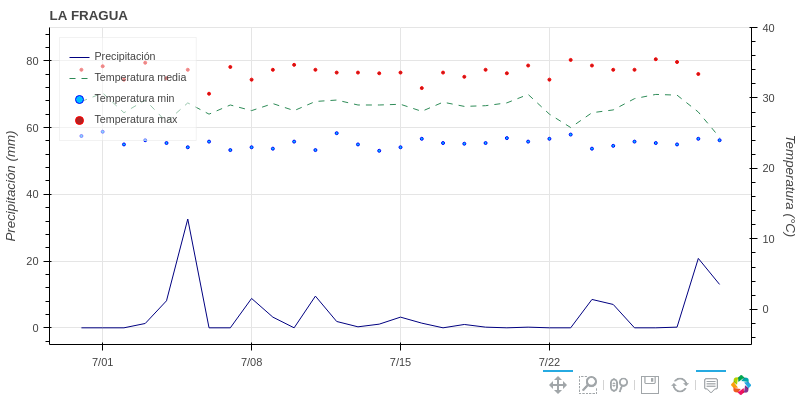 LA FRAGUA
Precipitación
Temperatura media
Temperatura min
Temperatura max
Precipitación (mm)
80
60
40
20
0
Temperatura (°C)
40
30
20
10
0
7/01
7/08
7/15
7/22